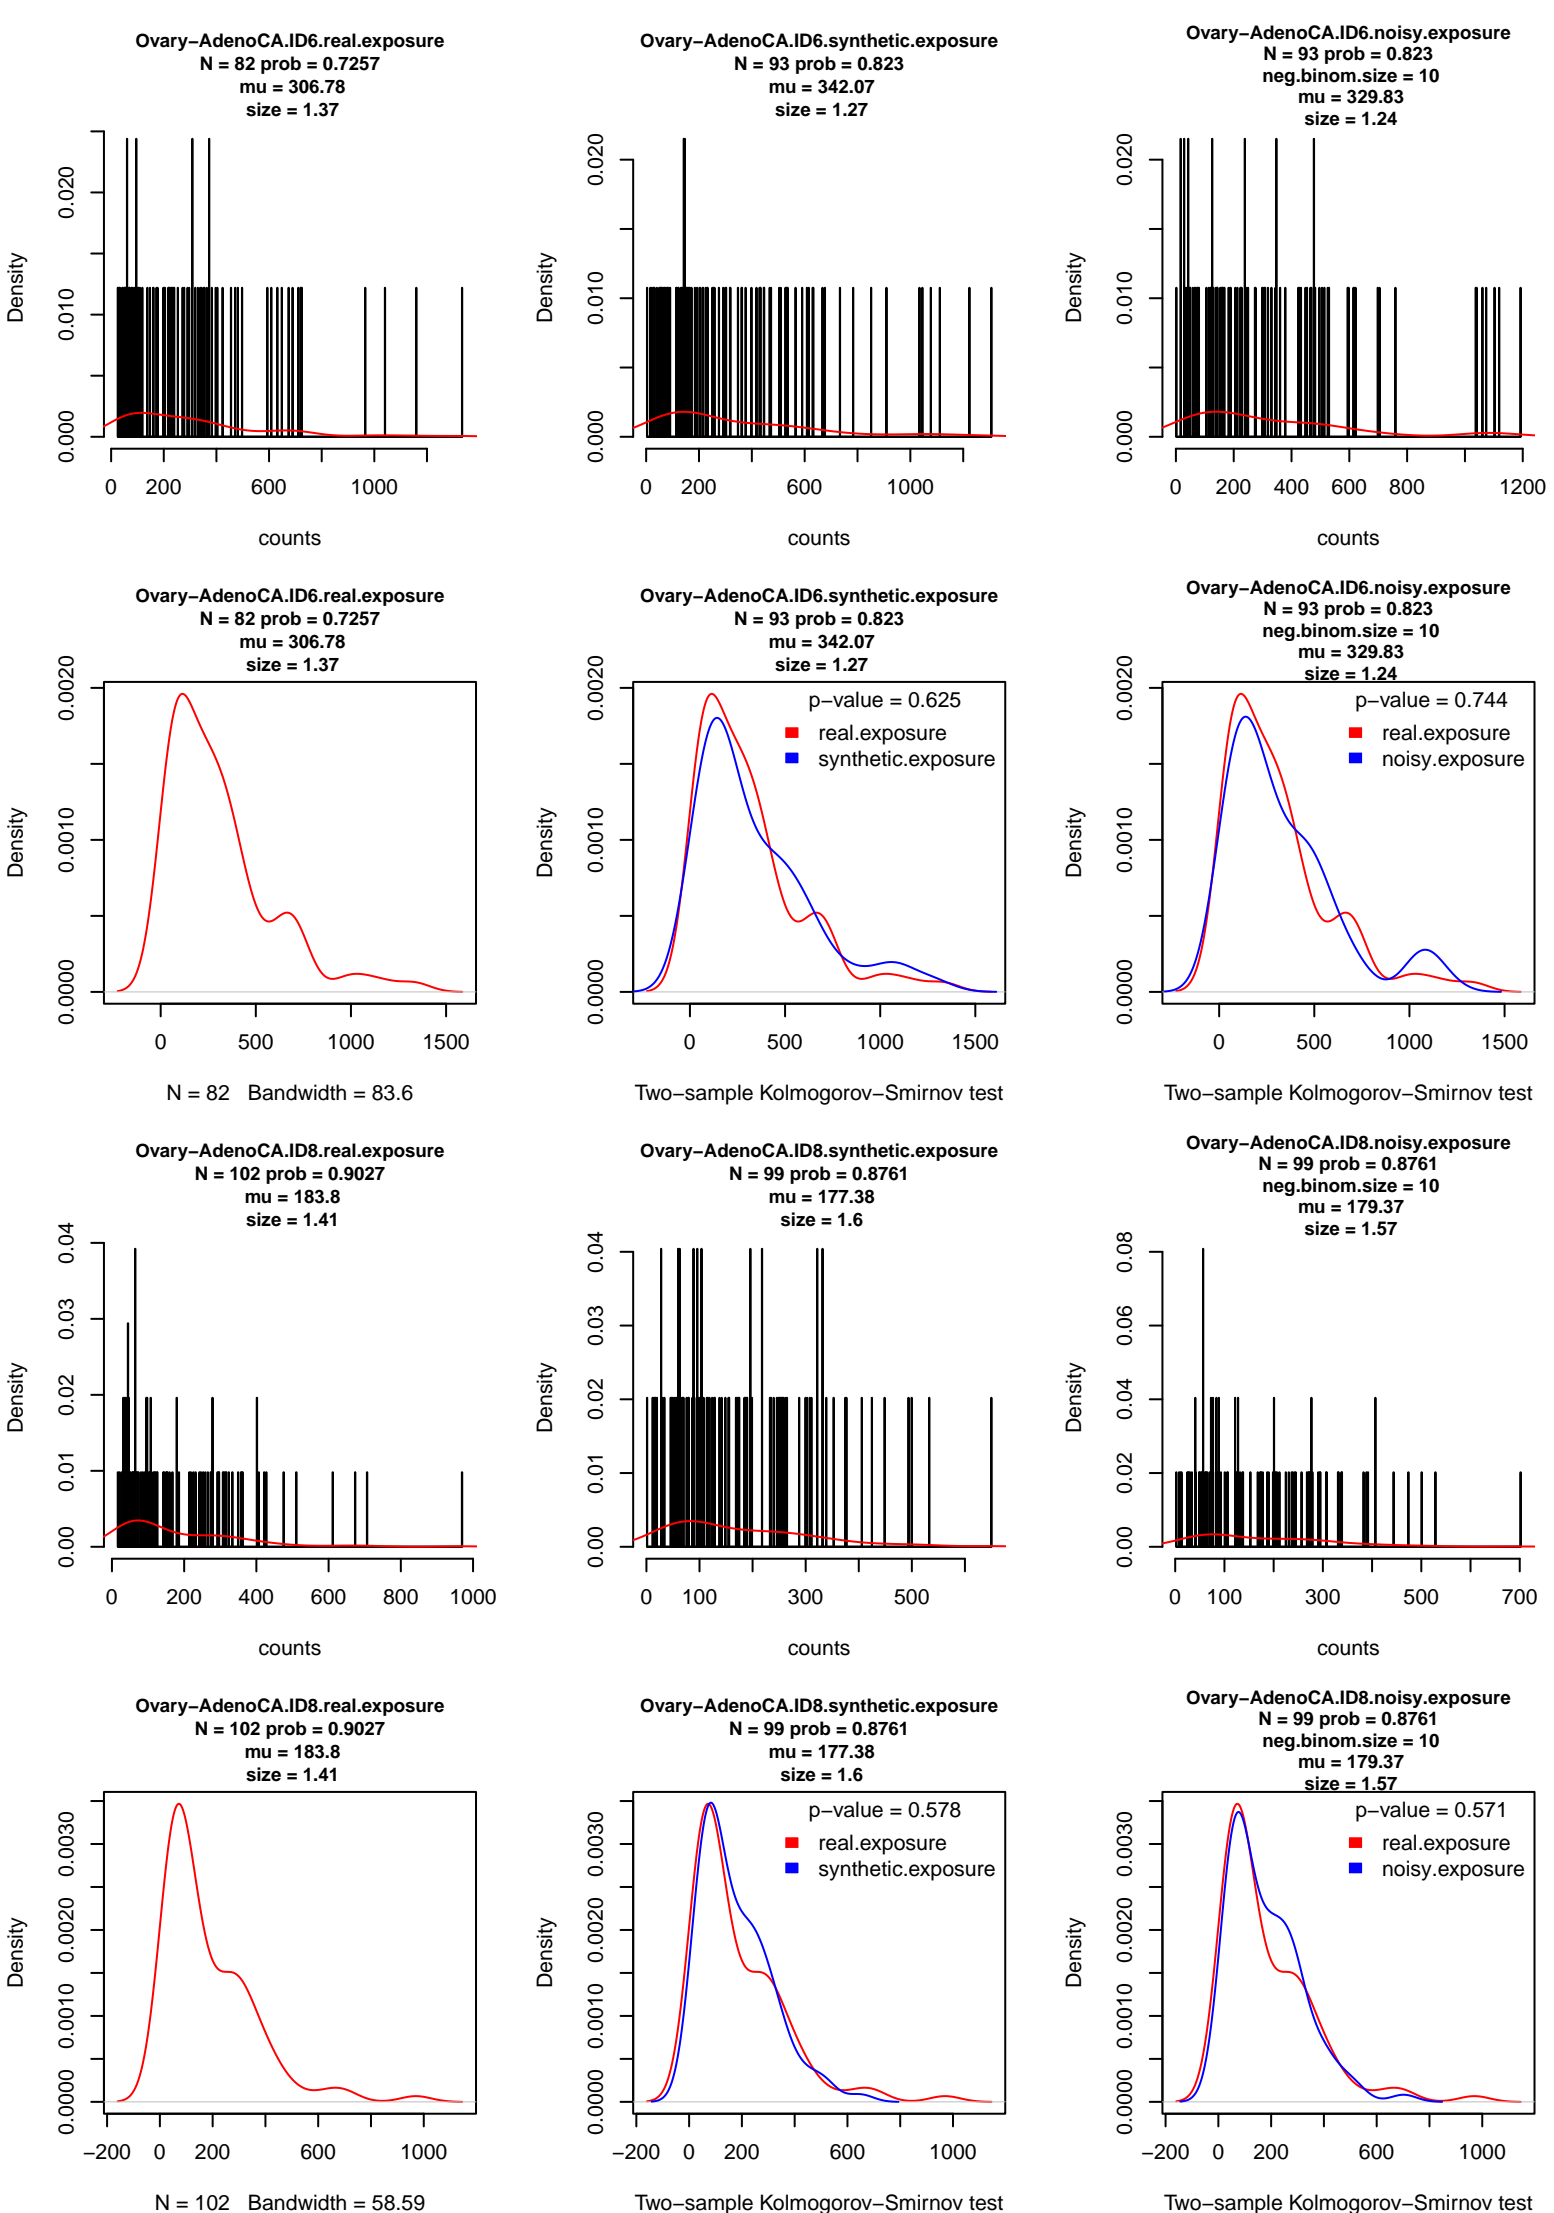 Ovary−AdenoCA.ID6.real.exposure
N = 82 prob = 0.7257
mu = 306.78
size = 1.37
Density
0.000
0.010
0.020
0 200 600 1000
counts
Ovary−AdenoCA.ID6.synthetic.exposure
N = 93 prob = 0.823
mu = 342.07
size = 1.27
Density
0.000
0.010
0.020
0 200 600 1000
counts
Ovary−AdenoCA.ID6.noisy.exposure
N = 93 prob = 0.823
neg.binom.size = 10
mu = 329.83
size = 1.24
Density
0.000
0.010
0.020
0 200 400 600 800 1200
counts
Ovary−AdenoCA.ID6.real.exposure
N = 82 prob = 0.7257
mu = 306.78
size = 1.37
Density
0.0000
0.0010
0.0020
0 500 1000 1500
N = 82 Bandwidth = 83.6
Ovary−AdenoCA.ID6.synthetic.exposure
N = 93 prob = 0.823
mu = 342.07
size = 1.27
p−value = 0.625
real.exposure
synthetic.exposure
Density
0.0000
0.0010
0.0020
0 500 1000 1500
Two−sample Kolmogorov−Smirnov test
Ovary−AdenoCA.ID6.noisy.exposure
N = 93 prob = 0.823
neg.binom.size = 10
mu = 329.83
size = 1.24
p−value = 0.744
real.exposure
noisy.exposure
Density
0.0000
0.0010
0.0020
0 500 1000 1500
Two−sample Kolmogorov−Smirnov test
Ovary−AdenoCA.ID8.real.exposure
N = 102 prob = 0.9027
mu = 183.8
size = 1.41
Density
0.00
0.01
0.02
0.03
0.04
0 200 400 600 800 1000
counts
Ovary−AdenoCA.ID8.synthetic.exposure
N = 99 prob = 0.8761
mu = 177.38
size = 1.6
Density
0.00
0.01
0.02
0.03
0.04
0 100 300 500
counts
Ovary−AdenoCA.ID8.noisy.exposure
N = 99 prob = 0.8761
neg.binom.size = 10
mu = 179.37
size = 1.57
Density
0.00
0.02
0.04
0.06
0.08
0 100 300 500 700
counts
Ovary−AdenoCA.ID8.real.exposure
N = 102 prob = 0.9027
mu = 183.8
size = 1.41
Density
0.0000
0.0010
0.0020
0.0030
−200 0 200 600 1000
N = 102 Bandwidth = 58.59
Ovary−AdenoCA.ID8.synthetic.exposure
N = 99 prob = 0.8761
mu = 177.38
size = 1.6
p−value = 0.578
real.exposure
synthetic.exposure
Density
0.0000
0.0010
0.0020
0.0030
−200 0 200 600 1000
Two−sample Kolmogorov−Smirnov test
Ovary−AdenoCA.ID8.noisy.exposure
N = 99 prob = 0.8761
neg.binom.size = 10
mu = 179.37
size = 1.57
p−value = 0.571
real.exposure
noisy.exposure
Density
0.0000
0.0010
0.0020
0.0030
−200 0 200 600 1000
Two−sample Kolmogorov−Smirnov test